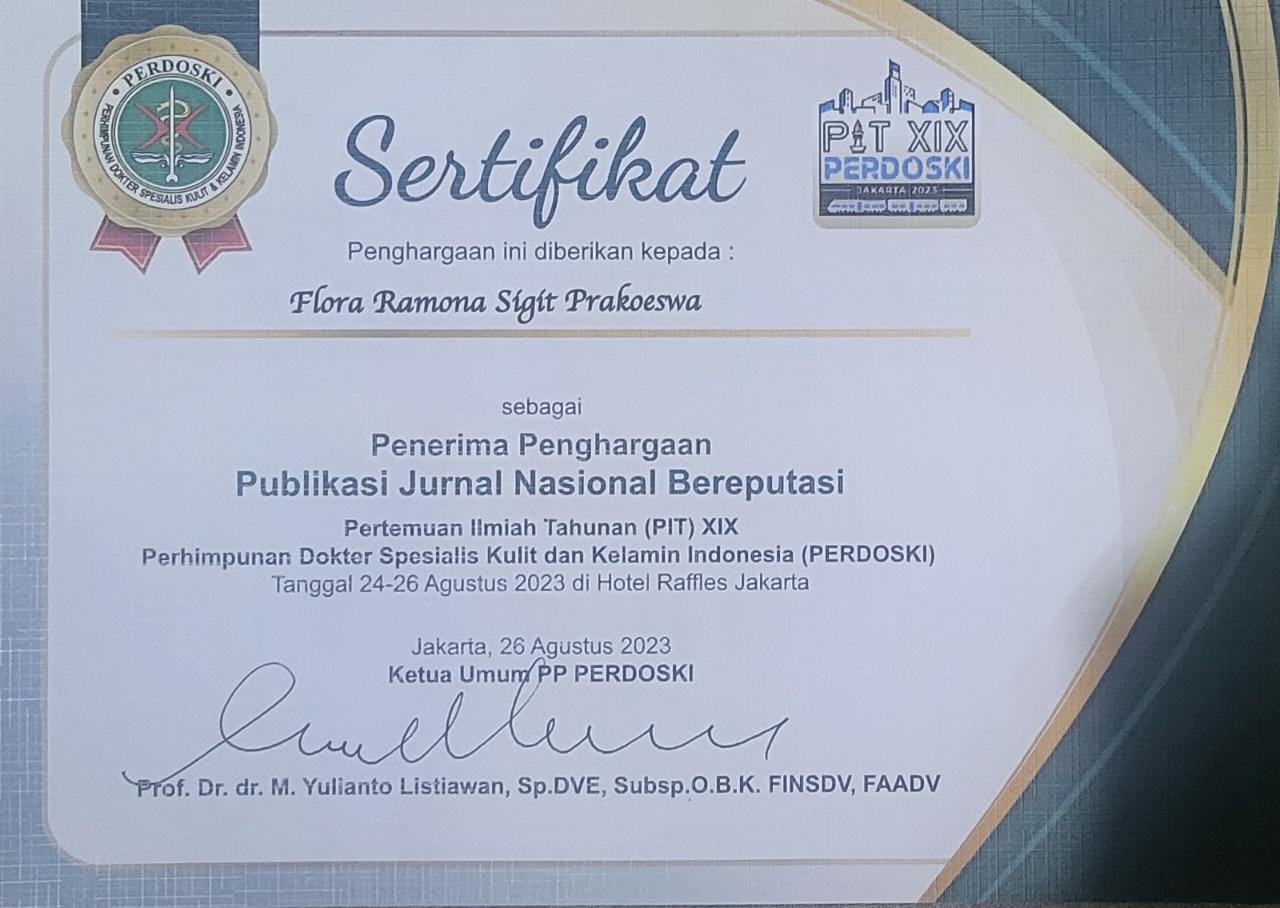 PERDOSKI
PERHIMPUNAN DOKTER SPESIALIS KULIT & KELAMIN INDONESIA
PIT XIX
PERDOSKI
JAKARTA 2023
Sertifikat
Penghargaan ini diberikan kepada :
Flora Ramona Sigit Prakoeswa
sebagai
Penerima Penghargaan
Publikasi Jurnal Nasional Bereputasi
Pertemuan Ilmiah Tahunan (PIT) XIX
Perhimpunan Dokter Spesialis Kulit dan Kelamin Indonesia (PERDOSKI)
Tanggal 24-26 Agustus 2023 di Hotel Raffles Jakarta
Jakarta, 26 Agustus 2023
Ketua Umum PP PERDOSKI
Prof. Dr. dr. M. Yulianto Listiawan, Sp.DVE, Subsp.O.B.K. FINSDV, FAADV